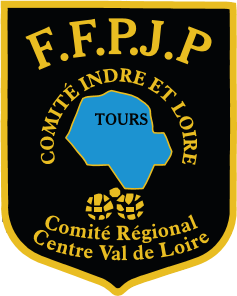 F.F.P.J.P
COMITÉ INDRE ET LOIRE
TOURS
Comité Régional
Centre Val de Loire